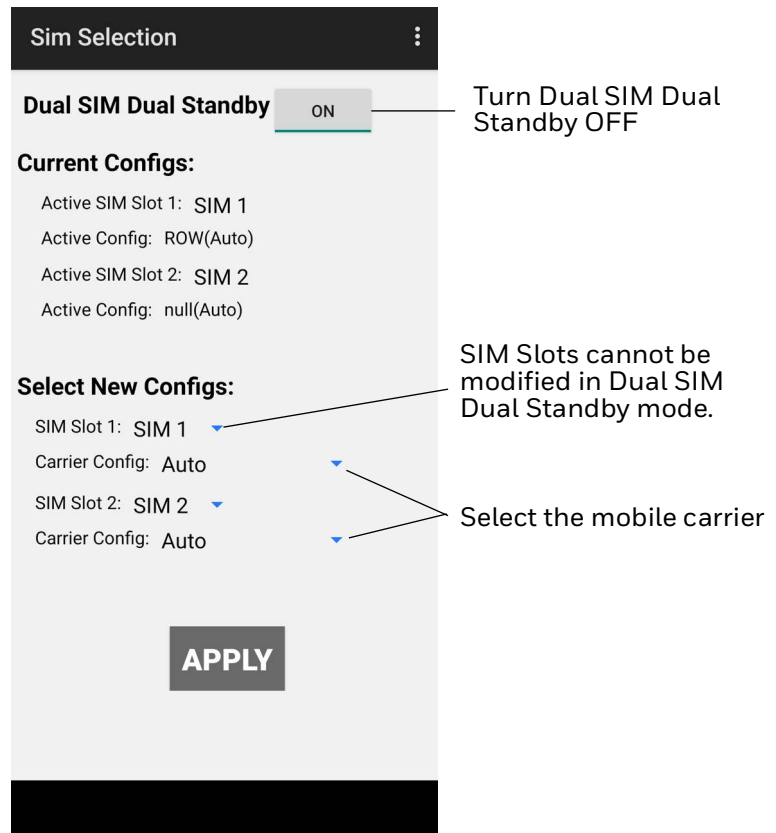 Sim Selection
Dual SIM Dual Standby ON
Turn Dual SIM Dual
Standby OFF
Current Configs:
Active SIM Slot 1: SIM 1
Active Config: ROW(Auto)
Active SIM Slot 2: SIM 2
Active Config: null(Auto)
SIM Slots cannot be
modified in Dual SIM
Dual Standby mode.
Select New Configs:
SIM Slot 1: SIM 1
Carrier Config: Auto
SIM Slot 2: SIM 2
Carrier Config: Auto
Select the mobile carrier
APPLY